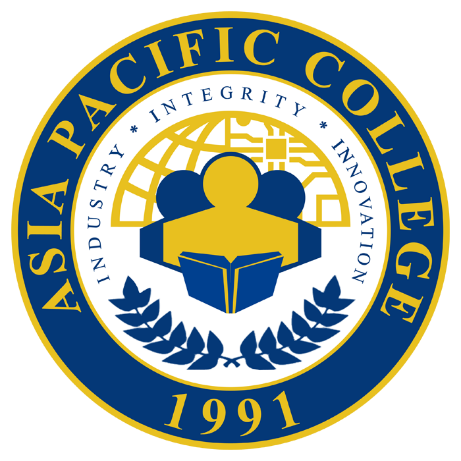 ASIA PACIFIC COLLEGE
INDUSTRY * INTEGRITY * INNOVATION
1991